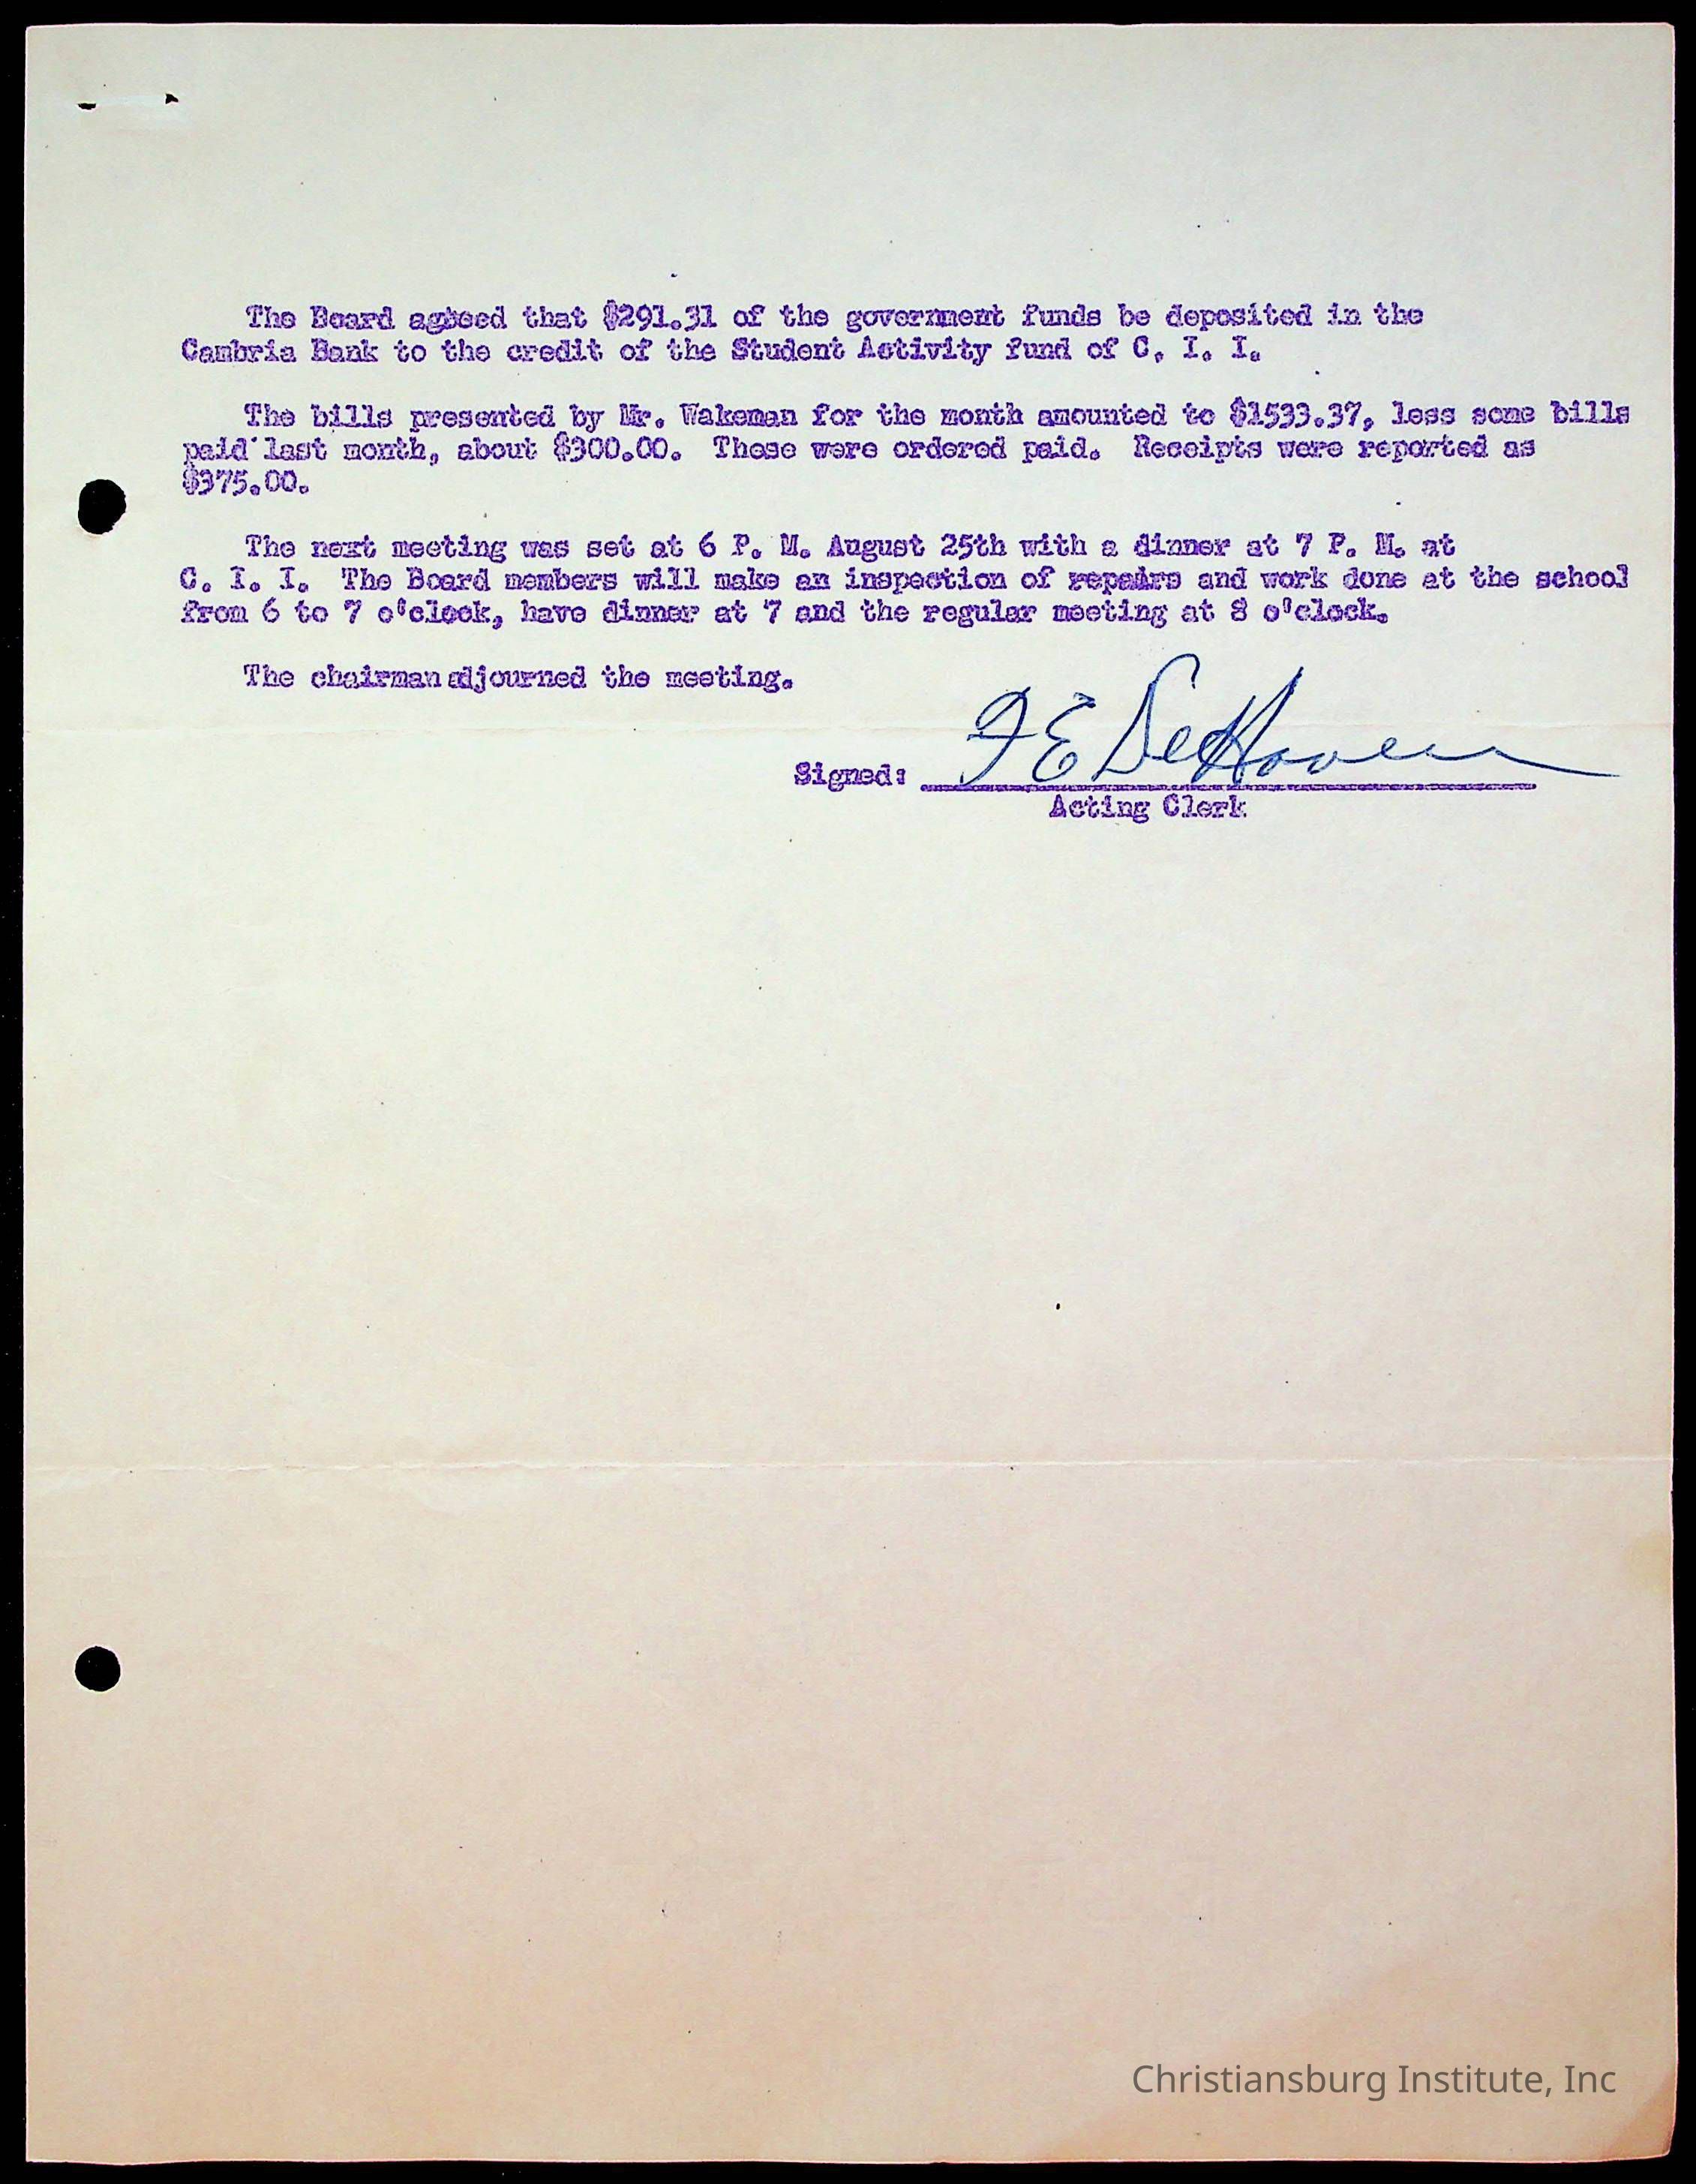 The Board agreed that $291.31 of the government funds be deposited in the
Cambria Bank to the credit of the Student Activity fund of C. I. I.
The bills presented by Mr. Wakeman for the month amounted to $1533.37, less some bills
paid last month, about $300.00. These were ordered paid. Receipts were reported as
$375.00.
The next meeting was set at 6 P. M. August 25th with a dinner at 7 P. M. at
C. I. I. The Board members will make an inspection of repairs and work done at the school
from 6 to 7 o'clock, have dinner at 7 and the regular meeting at 8 o'clock.
The chairman adjourned the meeting.
Signed: E DeHaven
Acting Clerk
Christiansburg Institute, Inc